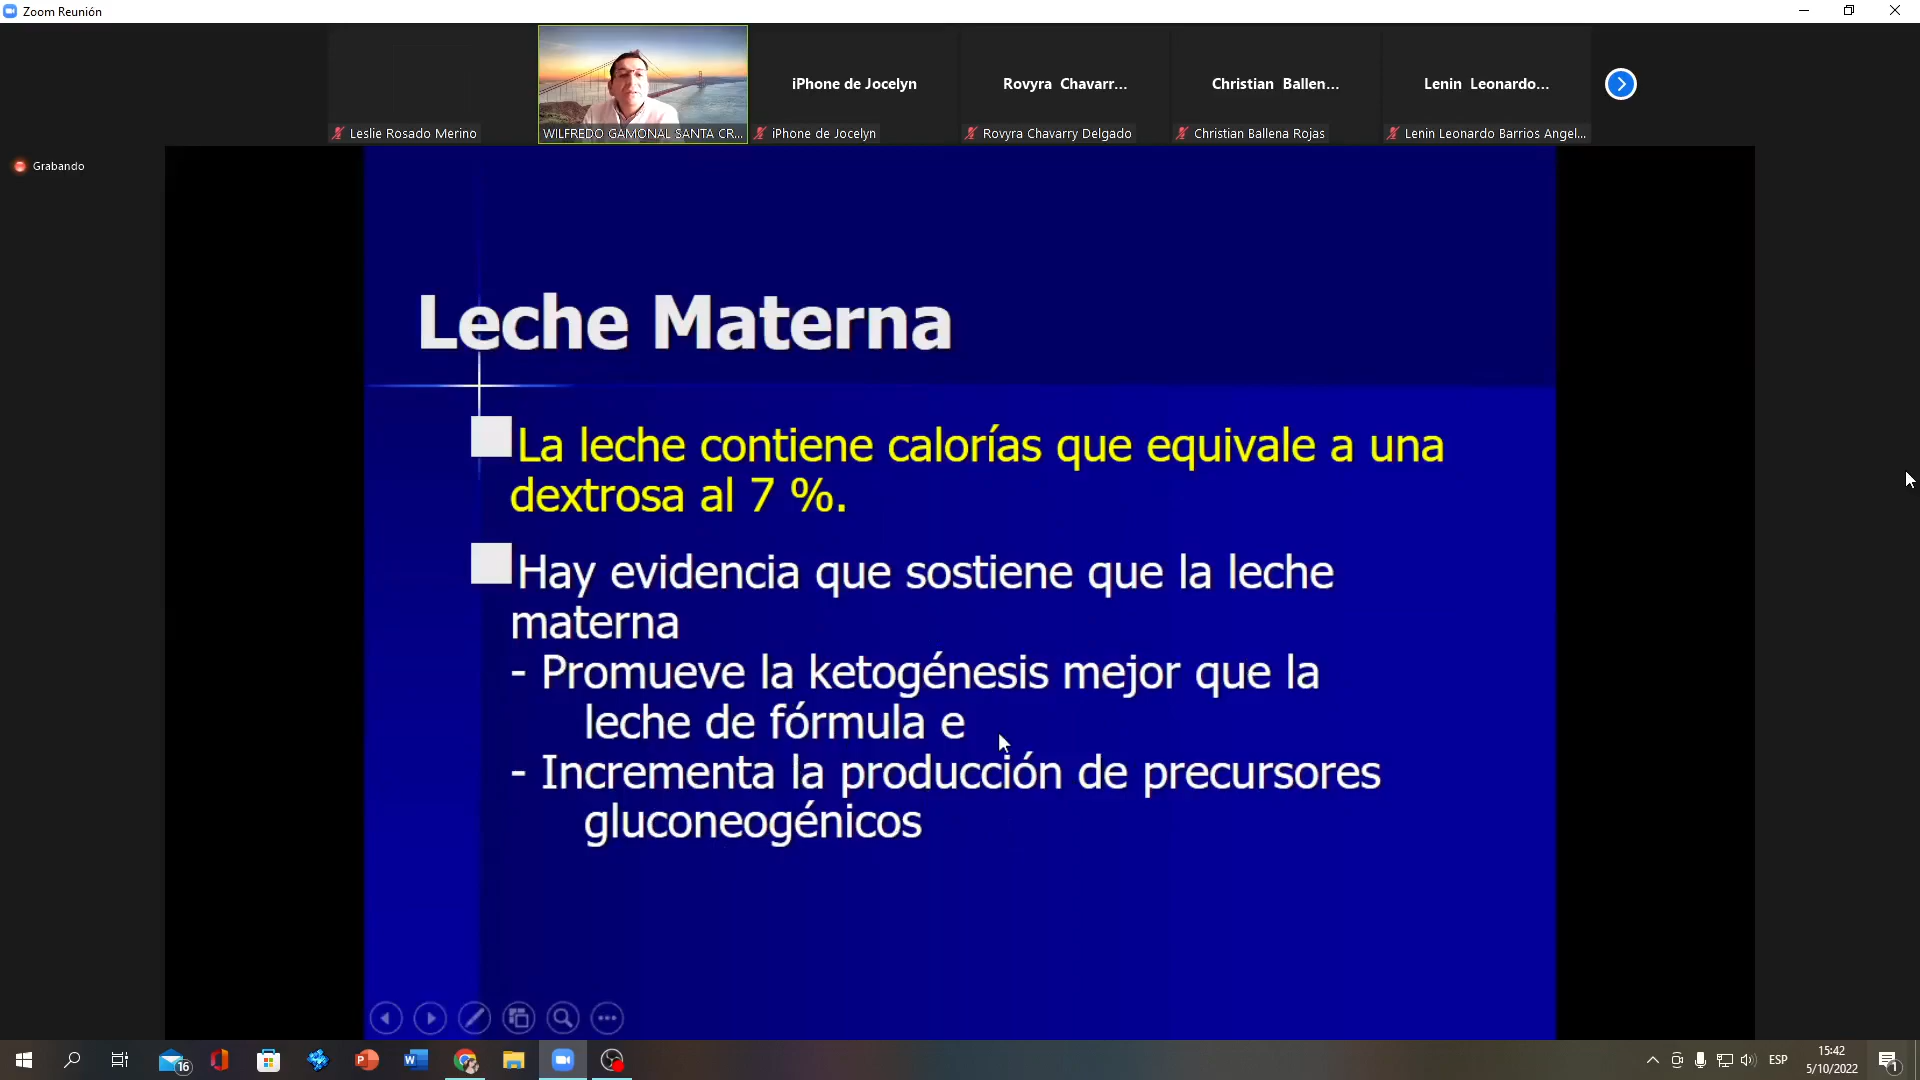 Zoom Reunión
iPhone de Jocelyn
Rovyra Chavarr...
Christian Ballen...
Lenin Leonardo...
Leslie Rosado Merino
WILFREDO GAMONAL SANTA CR...
iPhone de Jocelyn
Rovyra Chavarry Delgado
Christian Ballena Rojas
Lenin Leonardo Barrios Angel...
Grabando
Leche Materna
La leche contiene calorías que equivale a una
dextrosa al 7 %.
Hay evidencia que sostiene que la leche
materna
- Promueve la ketogénesis mejor que la
leche de fórmula e
- Incrementa la producción de precursores
gluconeogénicos
16
ESP
15:42
5/10/2022
1